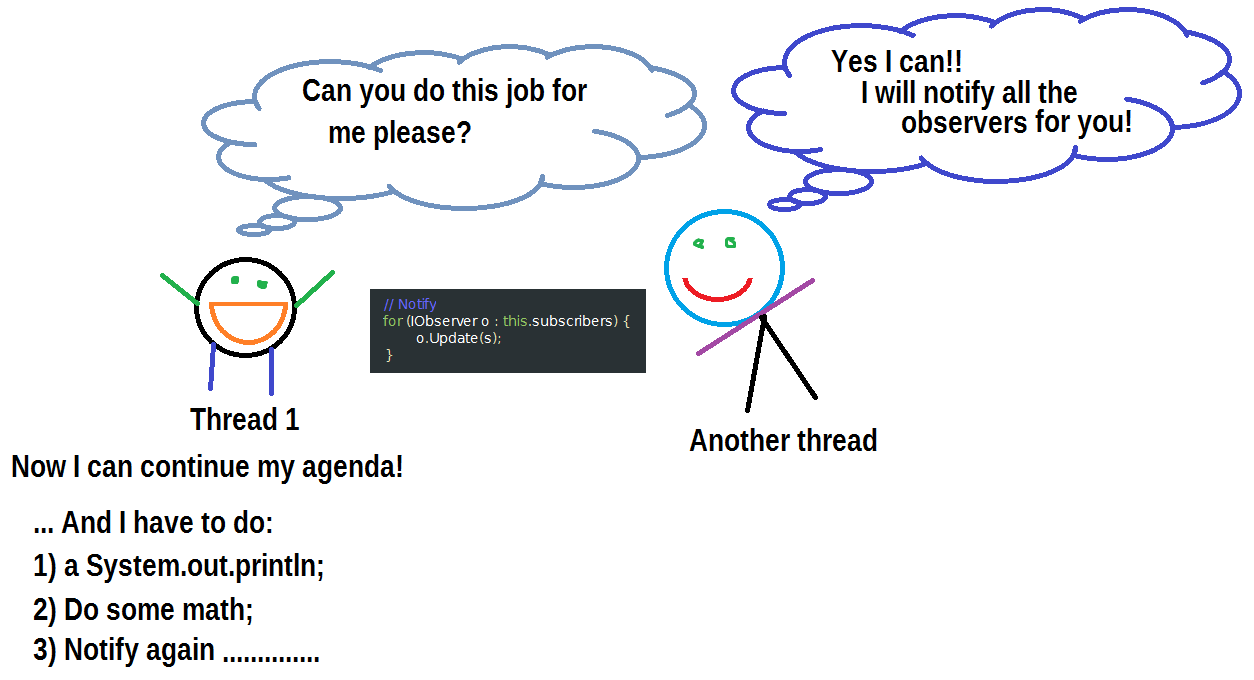 Can you do this job for
me please?
Yes I can!!
I will notify all the
observers for you!
// Notify
for (IObserver o : this.subscribers) {
o.Update(s);
}
Thread 1
Another thread
Now I can continue my agenda!
... And I have to do:
1) a System.out.println;
2) Do some math;
3) Notify again ..............